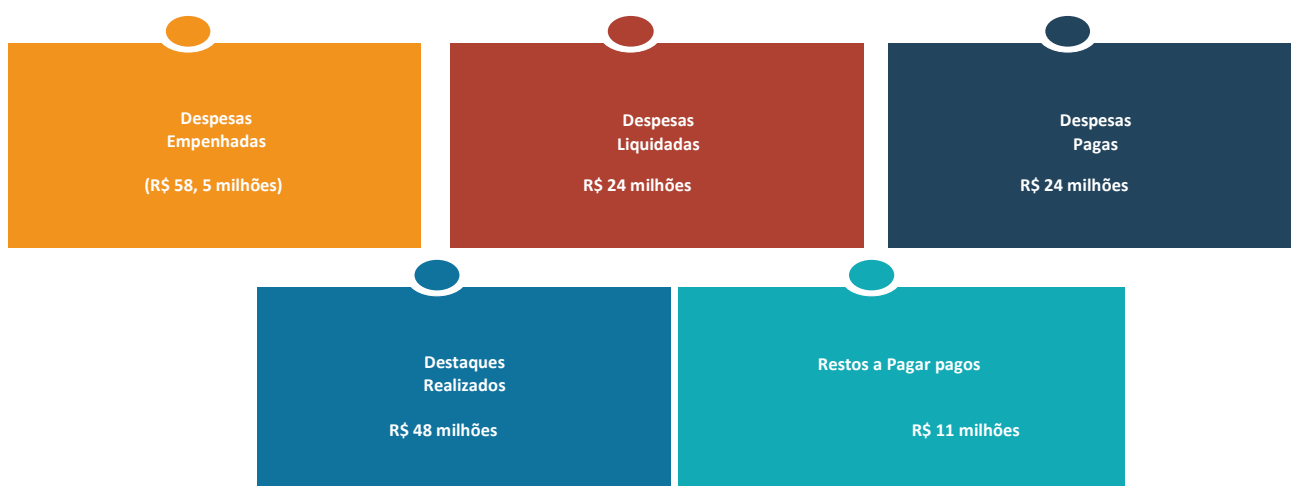 Despesas
Empenhadas
(R$ 58, 5 milhões)
Despesas
Liquidadas
R$ 24 milhões
Despesas
Pagas
R$ 24 milhões
Destaques
Realizados
R$ 48 milhões
Restos a Pagar pagos
R$ 11 milhões